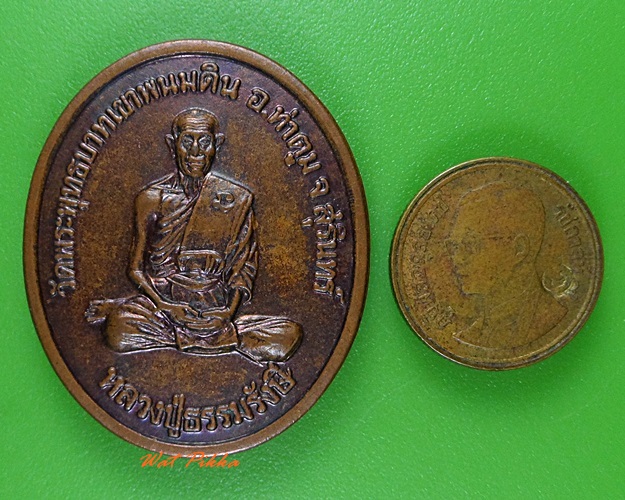 วัดพระพุทธบาทเขาพนมดิน อ.ท่าตูม จ.สุรินทร์
หลวงปู่ธรรมรังษี
Wat Pikka